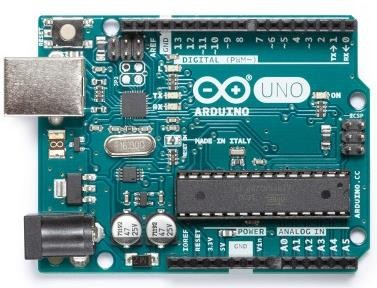 RESET
AREF
GND
13
12
~11
~10
~9
8
7
~6
~5
4
~3
2
TX→1
RX←0
DIGITAL (PWM~)
TX
RX
UNO
ON
ARDUINO
ICSP
16.000
MADE IN ITALY
ARDUINO.CC
47
25V
47
25V
IOREF
RESET
3.3V
5V
GND
Vin
POWER
ANALOG IN
A0
A1
A2
A3
A4
A5